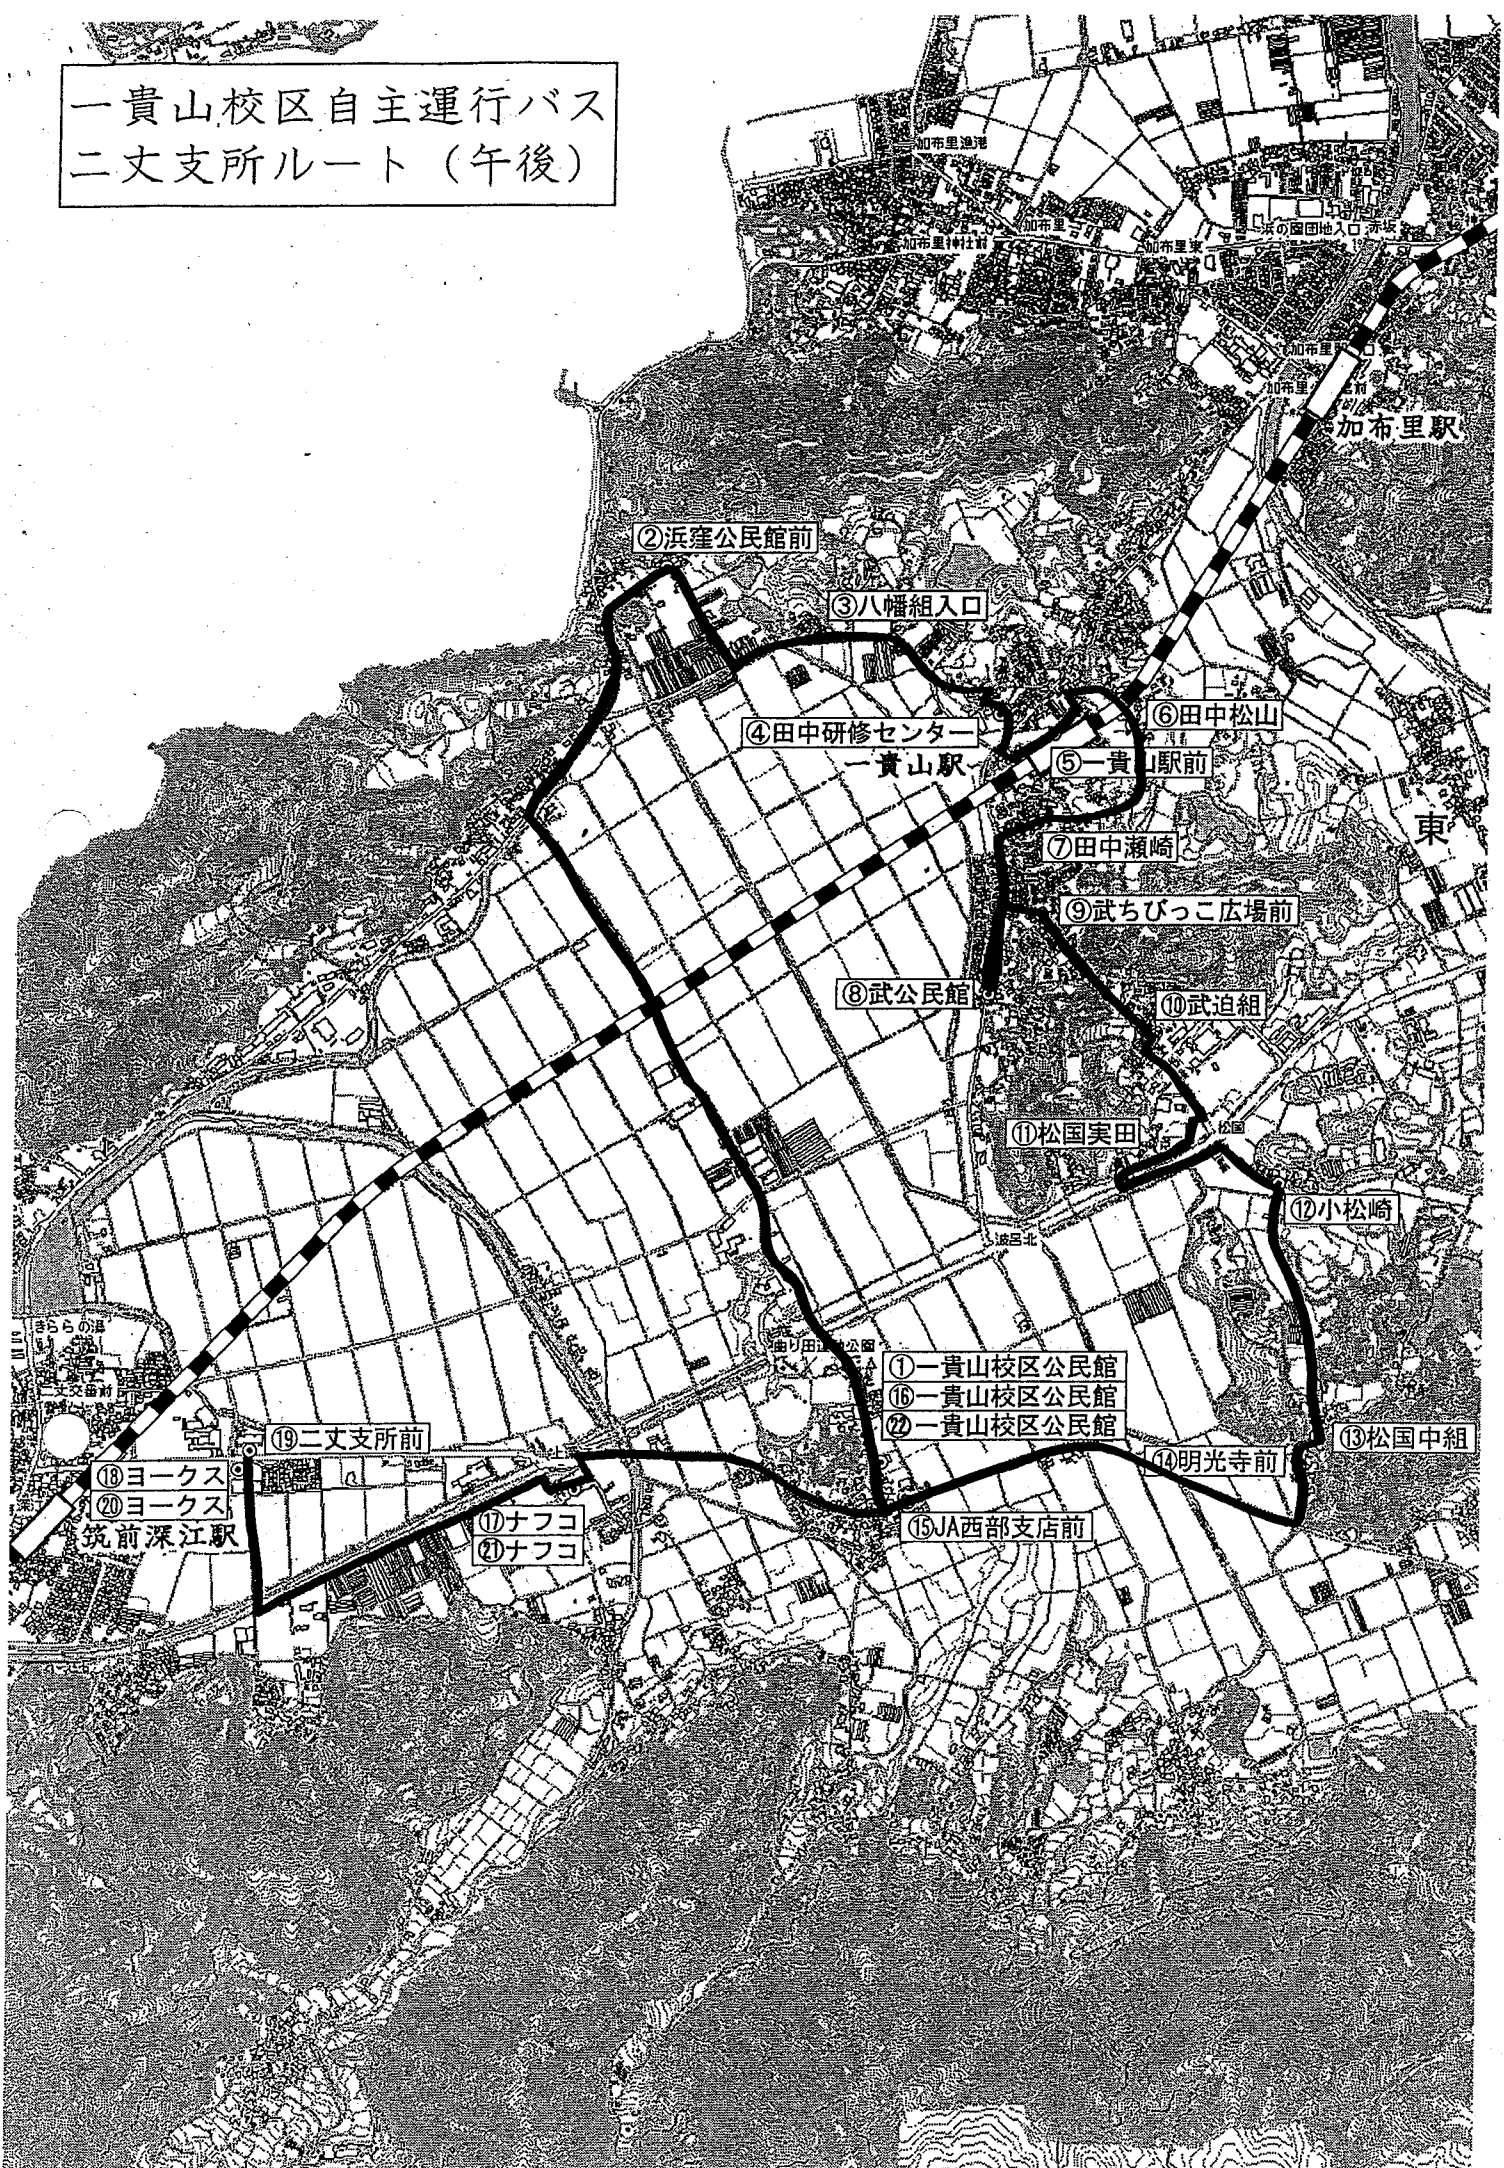 一貴山校区自主運行バス
二丈支所ルート（午後）
加布里漁港
加布里
加布里神社前
加布里東
浜の園団地入口
赤坂
加布里駅
②浜窪公民館前
③八幡組入口
④田中研修センター
⑥田中松山
一貴山駅
⑤一貴山駅前
東
⑦田中瀬崎
⑨武ちびっこ広場前
⑧武公民館
⑩武迫組
⑪松国実田
松国
⑫小松崎
波呂北
きららの湯
二丈交番前
①一貴山校区公民館
⑯一貴山校区公民館
㉒一貴山校区公民館
⑲二丈支所前
⑬松国中組
⑭明光寺前
⑱ヨークス
⑳ヨークス
筑前深江駅
⑰ナフコ
㉑ナフコ
⑮JA西部支店前